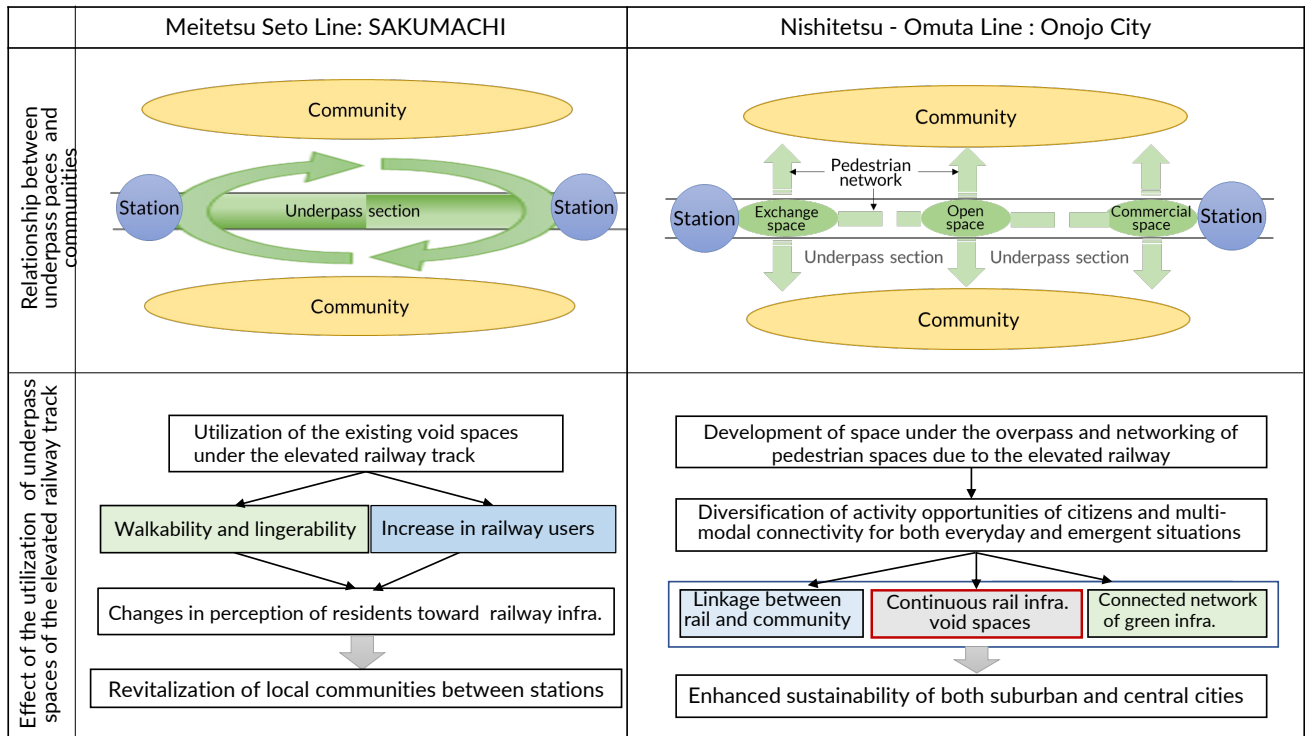 Meitetsu Seto Line: SAKUMACHI
Nishitetsu - Omuta Line : Onojo City
Relationship between
underpass paces and
communities
Community
Station
Underpass section
Station
Community
Community
Pedestrian
network
Station
Exchange
space
Open
space
Commercial
space
Station
Underpass section
Underpass section
Community
Effect of the utilization of underpass
spaces of the elevated railway track
Utilization of the existing void spaces
under the elevated railway track
Walkability and lingerability
Increase in railway users
Changes in perception of residents toward railway infra.
Revitalization of local communities between stations
Development of space under the overpass and networking of
pedestrian spaces due to the elevated railway
Diversification of activity opportunities of citizens and multi-
modal connectivity for both everyday and emergent situations
Linkage between
rail and community
Continuous rail infra.
void spaces
Connected network
of green infra.
Enhanced sustainability of both suburban and central cities